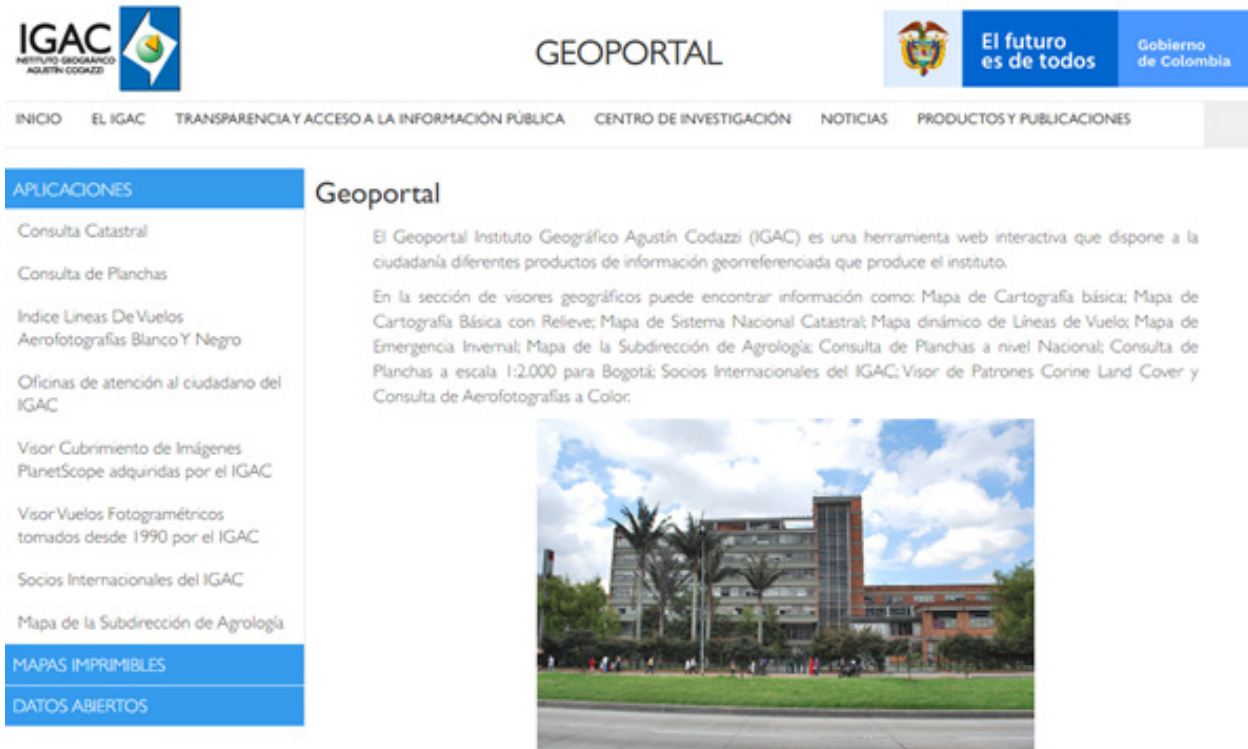 IGAC
INSTITUTO GEOGRÁFICO
AGUSTÍN CODAZZI
GEOPORTAL
El futuro
es de todos
Gobierno
de Colombia
INICIO EL IGAC TRANSPARENCIA Y ACCESO A LA INFORMACIÓN PÚBLICA CENTRO DE INVESTIGACIÓN NOTICIAS PRODUCTOS Y PUBLICACIONES
APLICACIONES
Consulta Catastral
Consulta de Planchas
Indice Lineas De Vuelos
Aerofotografías Blanco Y Negro
Oficinas de atención al ciudadano del
IGAC
Visor Cubrimiento de Imágenes
PlanetScope adquiridas por el IGAC
Visor Vuelos Fotogramétricos
tomados desde 1990 por el IGAC
Socios Internacionales del IGAC
Mapa de la Subdirección de Agrología
MAPAS IMPRIMIBLES
DATOS ABIERTOS
Geoportal
El Geoportal Instituto Geográfico Agustín Codazzi (IGAC) es una herramienta web interactiva que dispone a la
ciudadanía diferentes productos de información georreferenciada que produce el instituto.
En la sección de visores geográficos puede encontrar información como: Mapa de Cartografía básica; Mapa de
Cartografía Básica con Relieve; Mapa de Sistema Nacional Catastral; Mapa dinámico de Líneas de Vuelo; Mapa de
Emergencia Invernal; Mapa de la Subdirección de Agrología; Consulta de Planchas a nivel Nacional; Consulta de
Planchas a escala 1:2.000 para Bogotá; Socios Internacionales del IGAC; Visor de Patrones Corine Land Cover y
Consulta de Aerofotografías a Color.